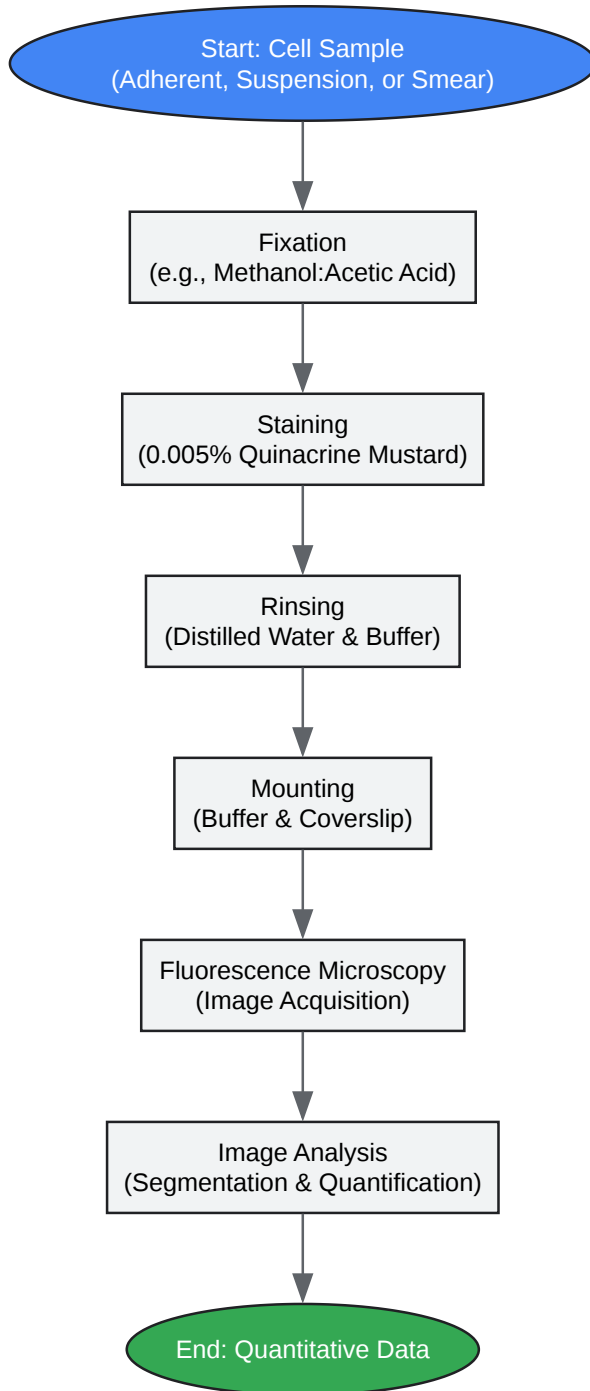 Start: Cell Sample
(Adherent, Suspension, or Smear)
Fixation
(e.g., Methanol:Acetic Acid)
Staining
(0.005% Quinacrine Mustard)
Rinsing
(Distilled Water & Buffer)
Mounting
(Buffer & Coverslip)
Fluorescence Microscopy
(Image Acquisition)
Image Analysis
(Segmentation & Quantification)
End: Quantitative Data